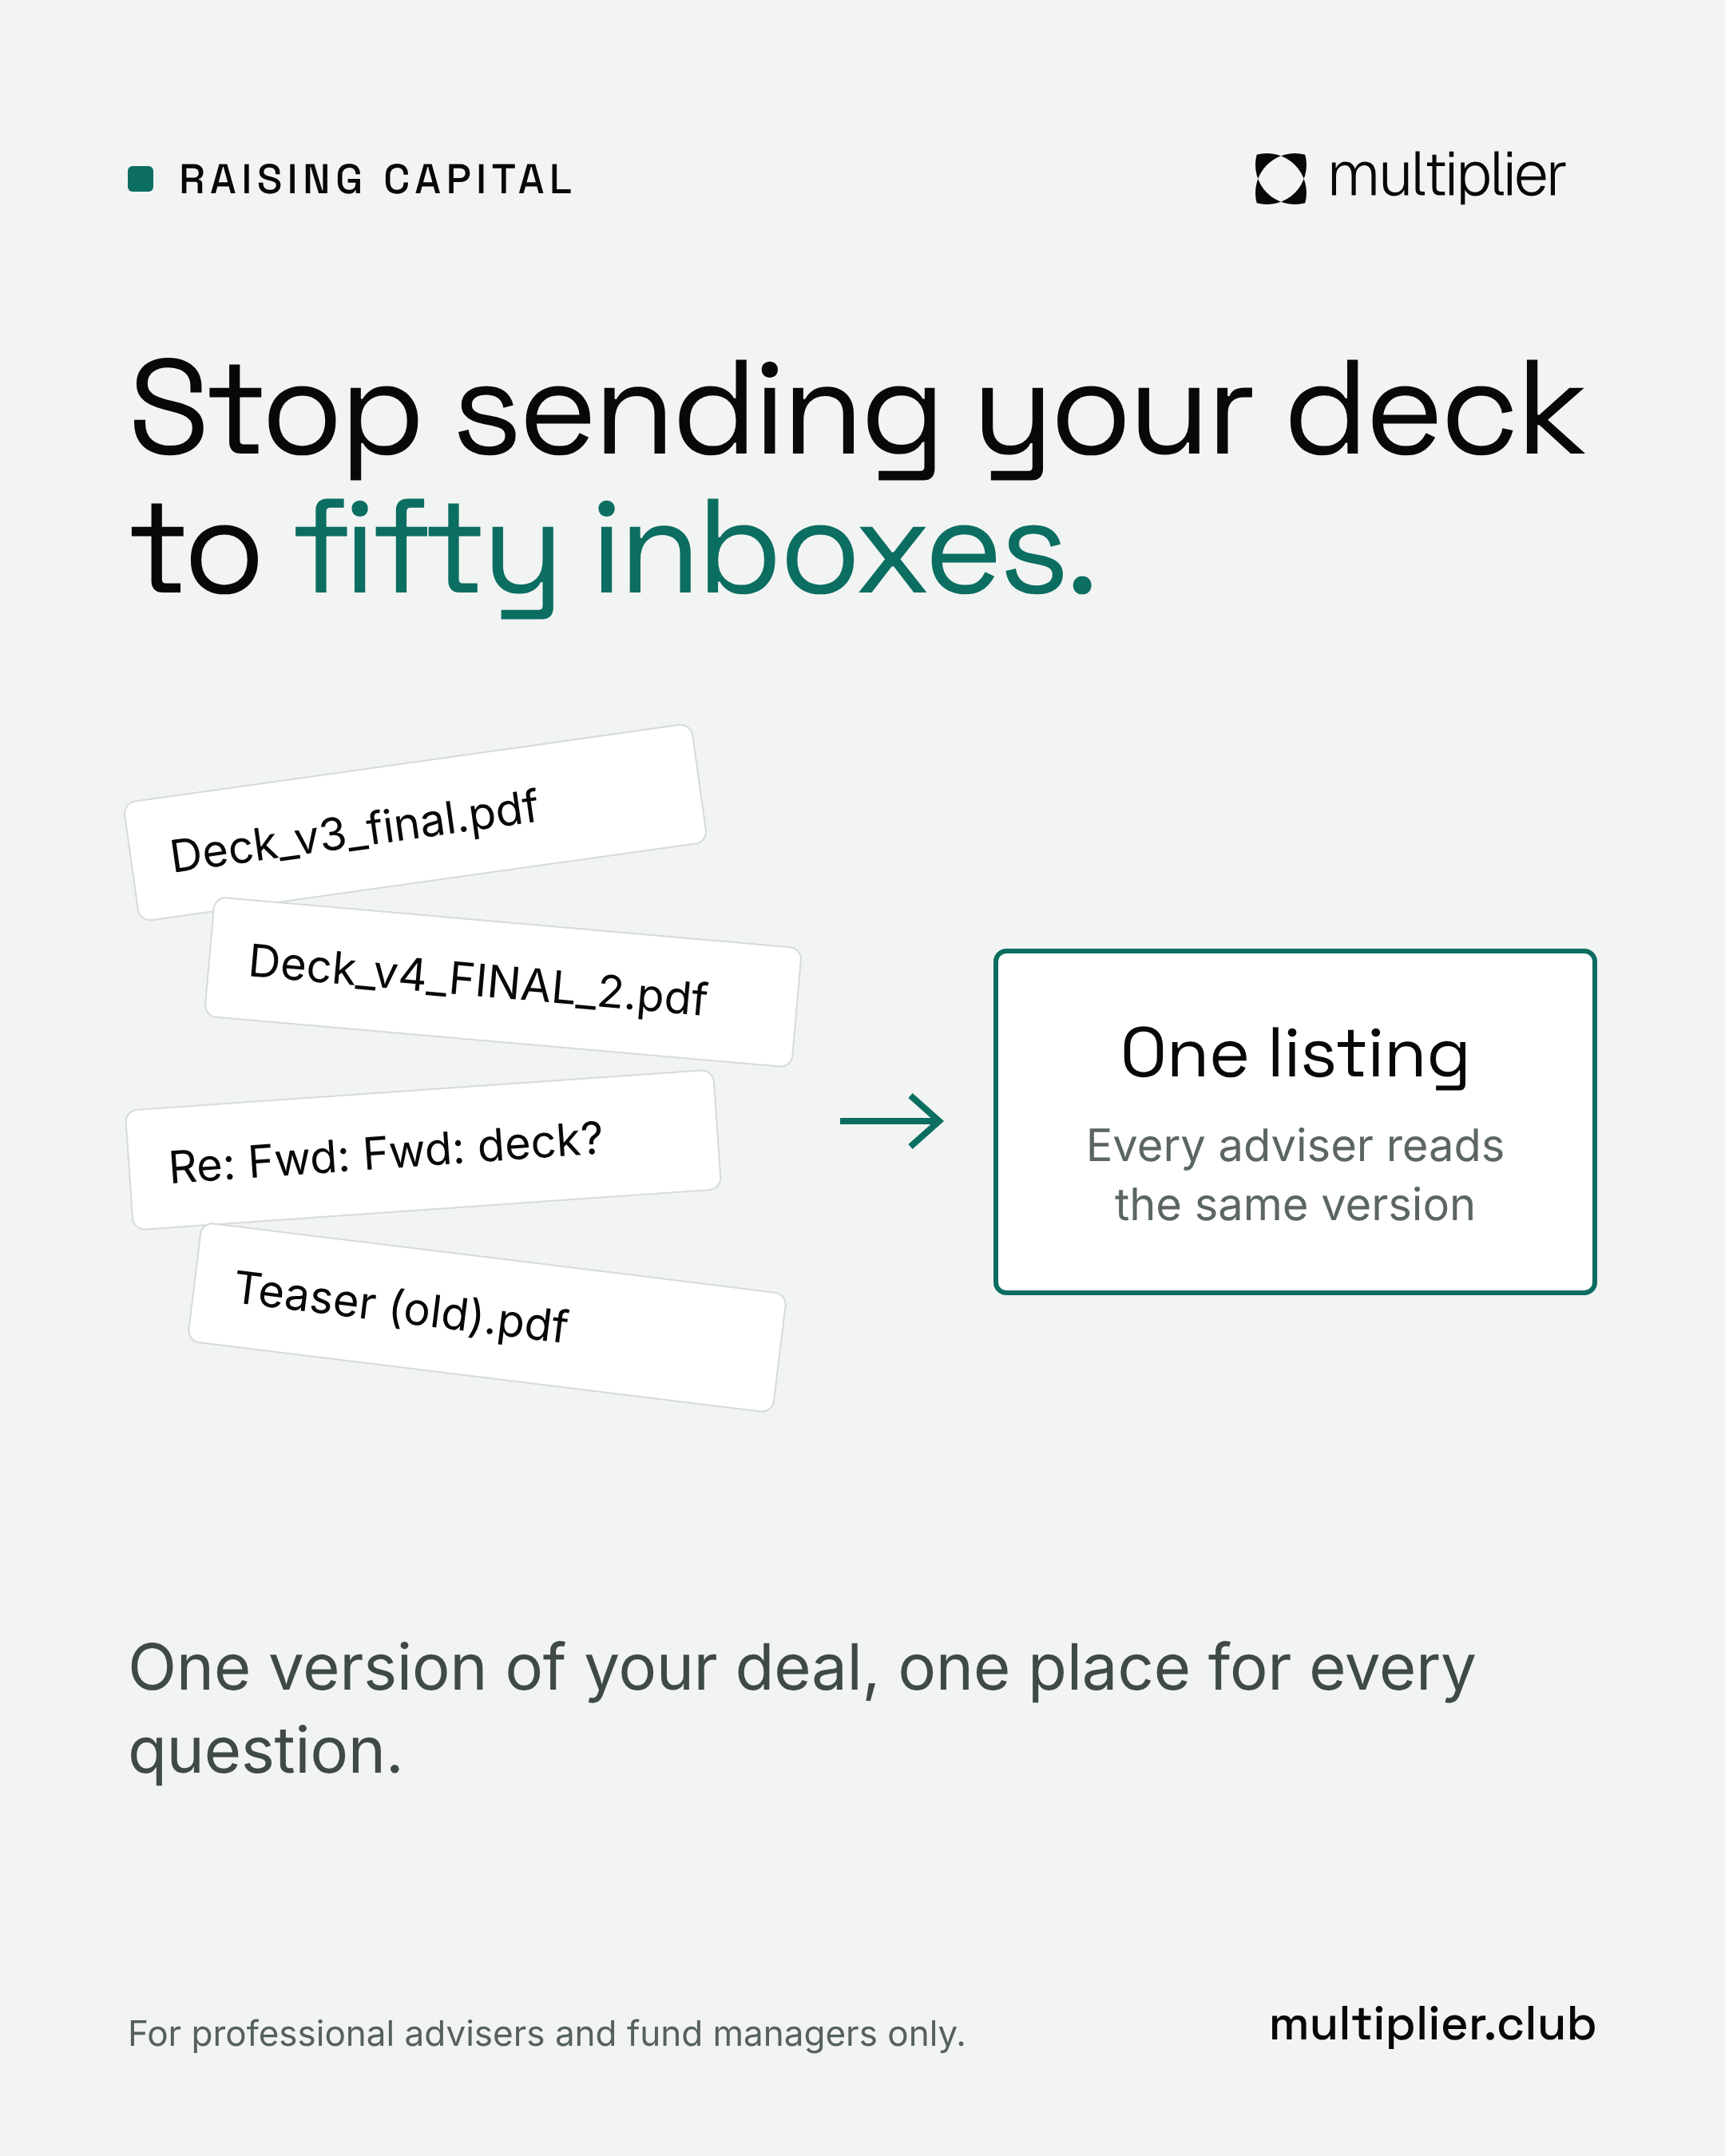 RAISING CAPITAL
multiplier
Stop sending your deck
to fifty inboxes.
Deck_v3_final.pdf
Deck_v4_FINAL_2.pdf
Re: Fwd: Fwd: deck?
Teaser (old).pdf
One listing
Every adviser reads
the same version
One version of your deal, one place for every
question.
For professional advisers and fund managers only.
multiplier.club